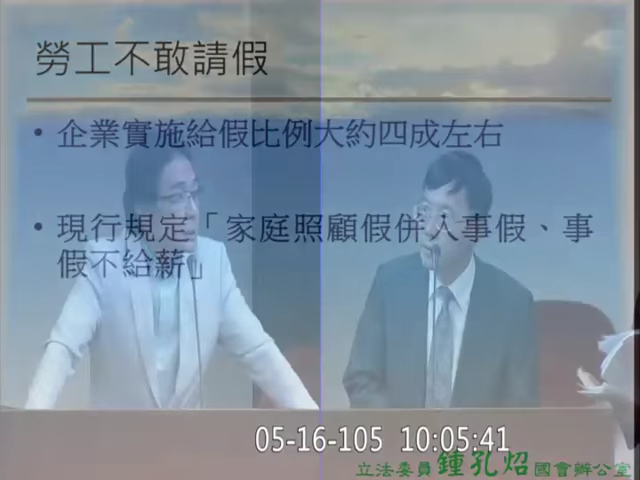 勞工不敢請假
• 企業實施給假比例大約四成左右
• 現行規定「家庭照顧假併入事假、事
假不給薪」
05-16-105 10:05:41
立法委員鍾孔炤國會辦公室